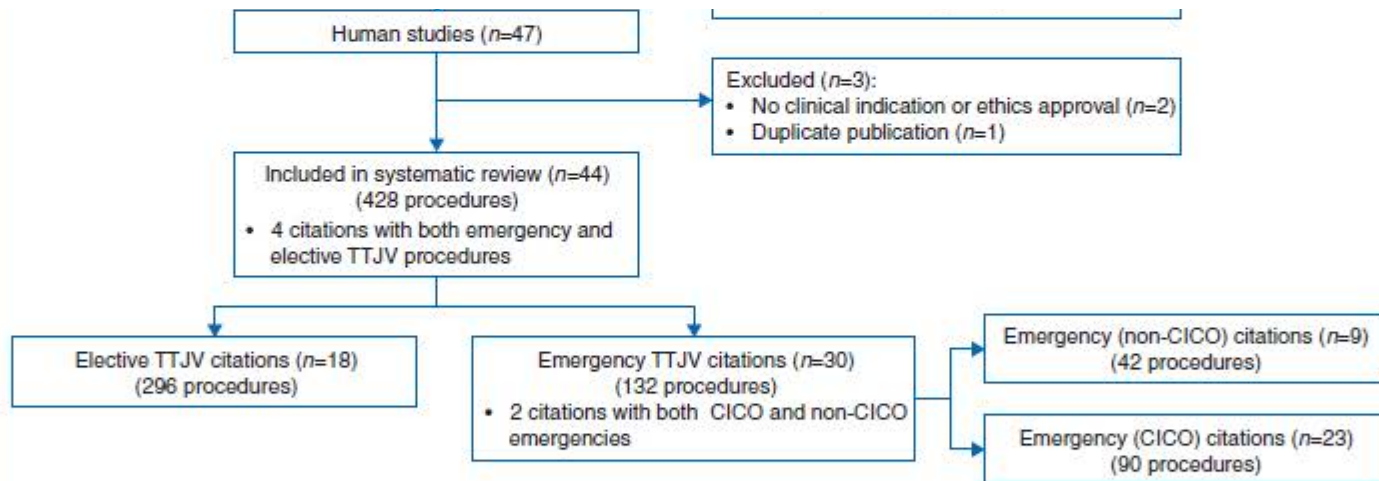 Human studies (n=47)
Excluded (n=3):
• No clinical indication or ethics approval (n=2)
• Duplicate publication (n=1)
Included in systematic review (n=44)
(428 procedures)
• 4 citations with both emergency and
elective TTJV procedures
Elective TTJV citations (n=18)
(296 procedures)
Emergency TTJV citations (n=30)
(132 procedures)
• 2 citations with both CICO and non-CICO
emergencies
Emergency (non-CICO) citations (n=9)
(42 procedures)
Emergency (CICO) citations (n=23)
(90 procedures)